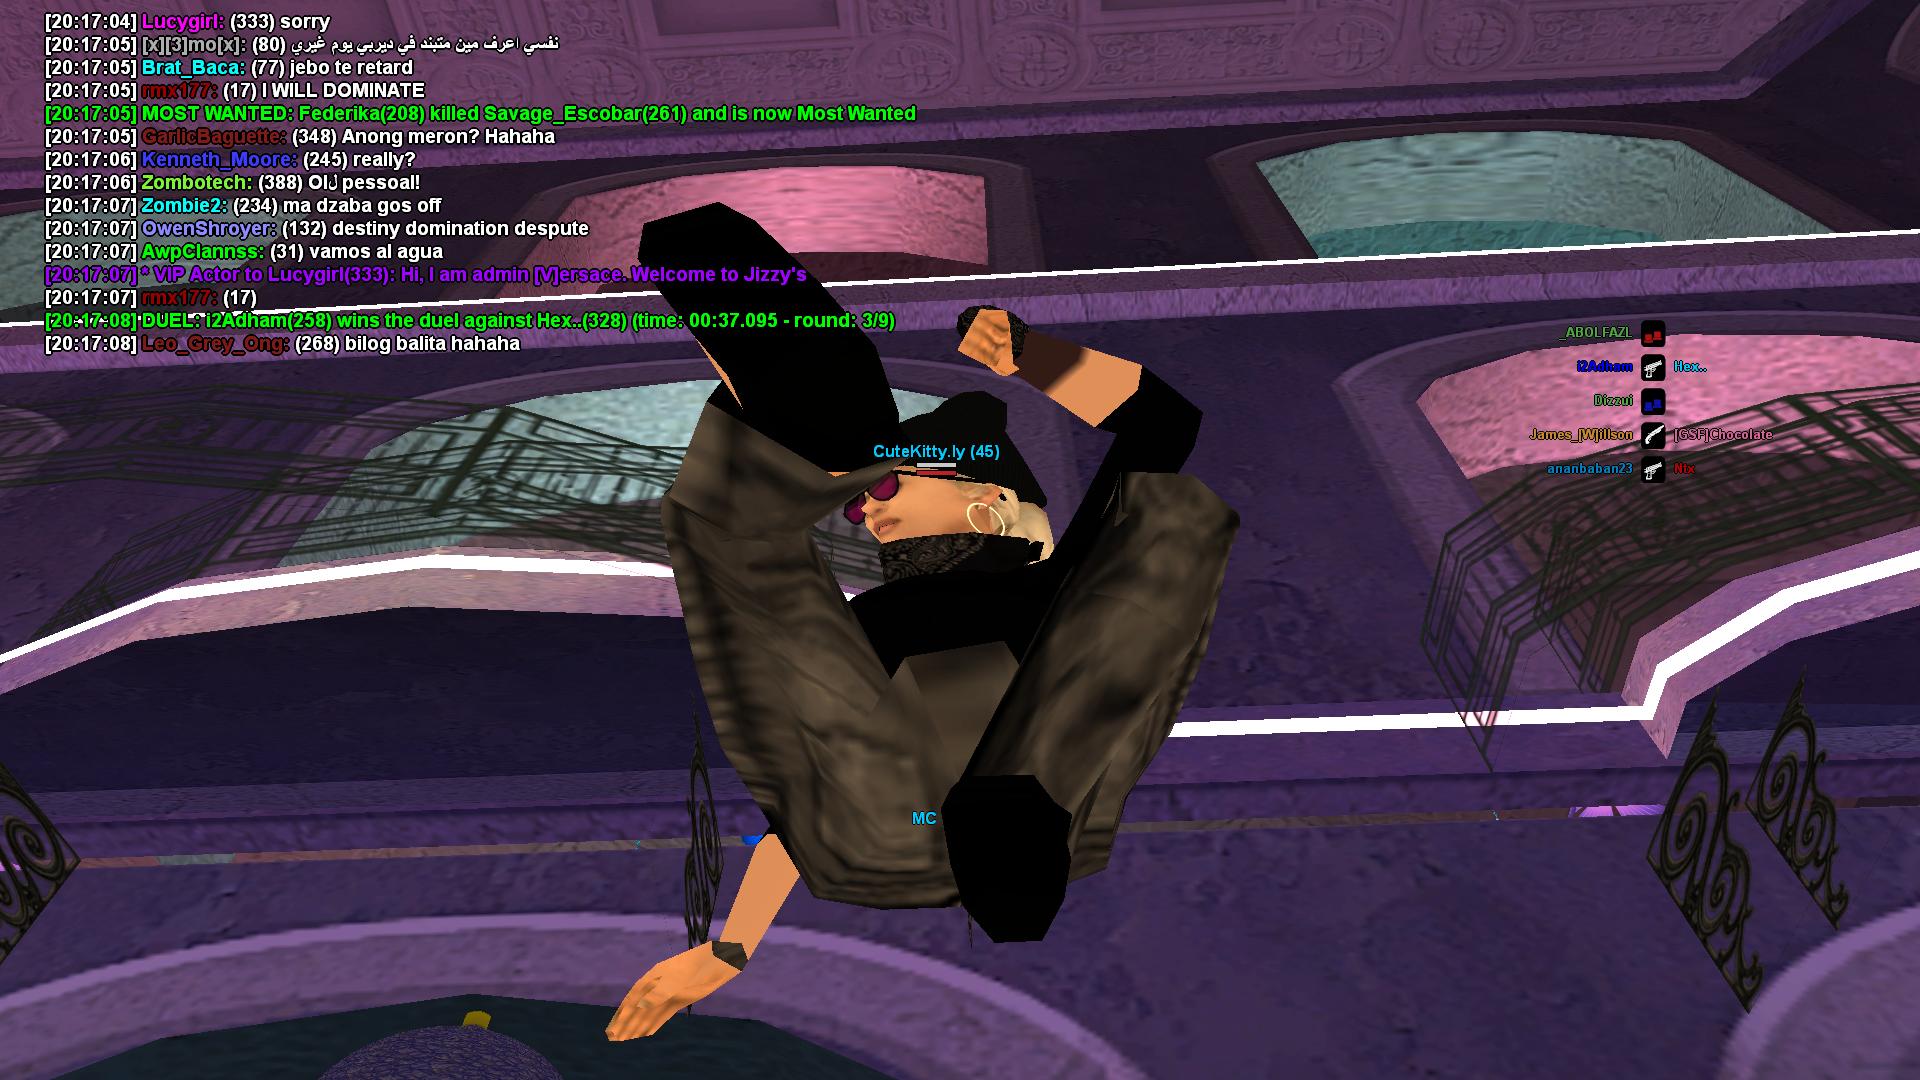 [20:17:04] Lucygirl: (333) sorry
[20:17:05] [x][3]mo[x]: (80) نفسي اعرف مين متبند في ديربي يوم غيري
[20:17:05] Brat_Baca: (77) jebo te retard
[20:17:05] rmx177: (17) I WILL DOMINATE
[20:17:05] MOST WANTED: Federika(208) killed Savage_Escobar(261) and is now Most Wanted
[20:17:05] GarlicBaguette: (348) Anong meron? Hahaha
[20:17:06] Kenneth_Moore: (245) really?
[20:17:06] Zombotech: (388) Olل pessoal!
[20:17:07] Zombie2: (234) ma dzaba gos off
[20:17:07] OwenShroyer: (132) destiny domination despute
[20:17:07] AwpClannss: (31) vamos al agua
[20:17:07] * VIP Actor to Lucygirl(333): Hi, I am admin [V]ersace. Welcome to Jizzy's
[20:17:07] rmx177: (17)
[20:17:08] DUEL: i2Adham(258) wins the duel against Hex..(328) (time: 00:37.095 - round: 3/9)
[20:17:08] Leo_Grey_Ong: (268) bilog balita hahaha
_ABOLFAZL
i2Adham Hex..
Dizzui
James_[W]illson [GSF]Chocolate
ananbaban23 Nix
CuteKitty.ly (45)
MC